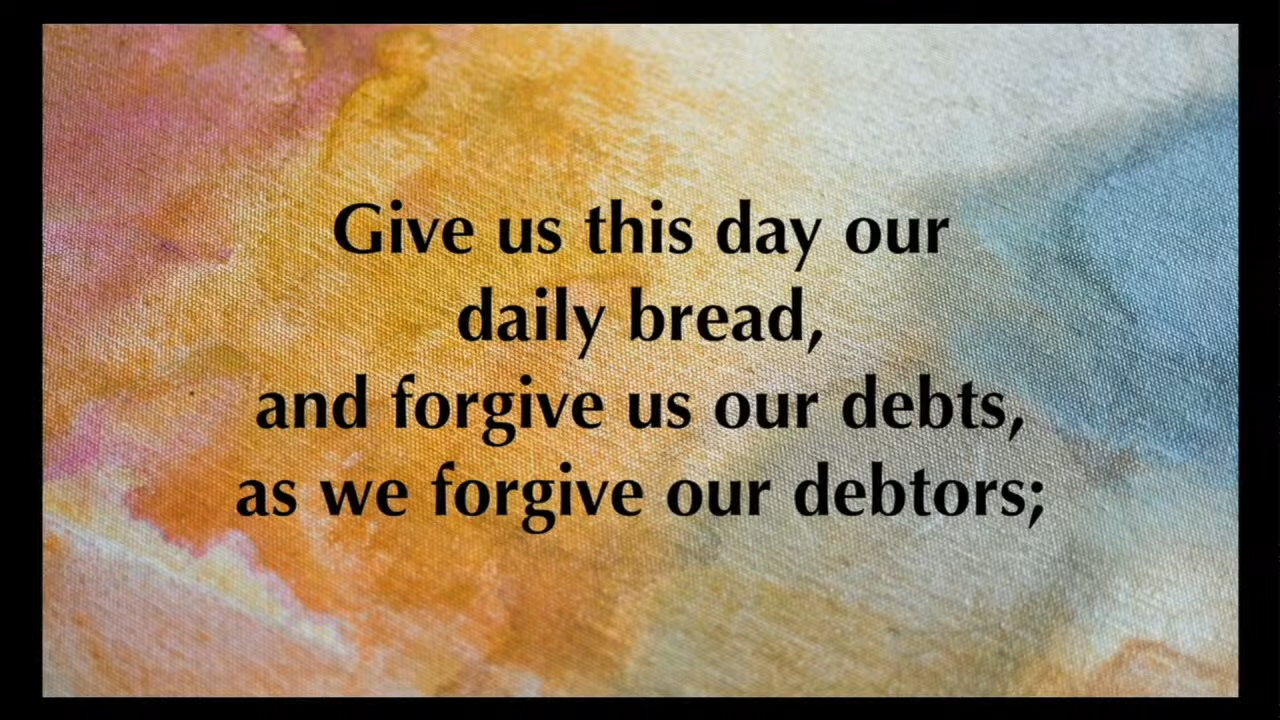 Give us this day our
daily bread,
and forgive us our debts,
as we forgive our debtors;